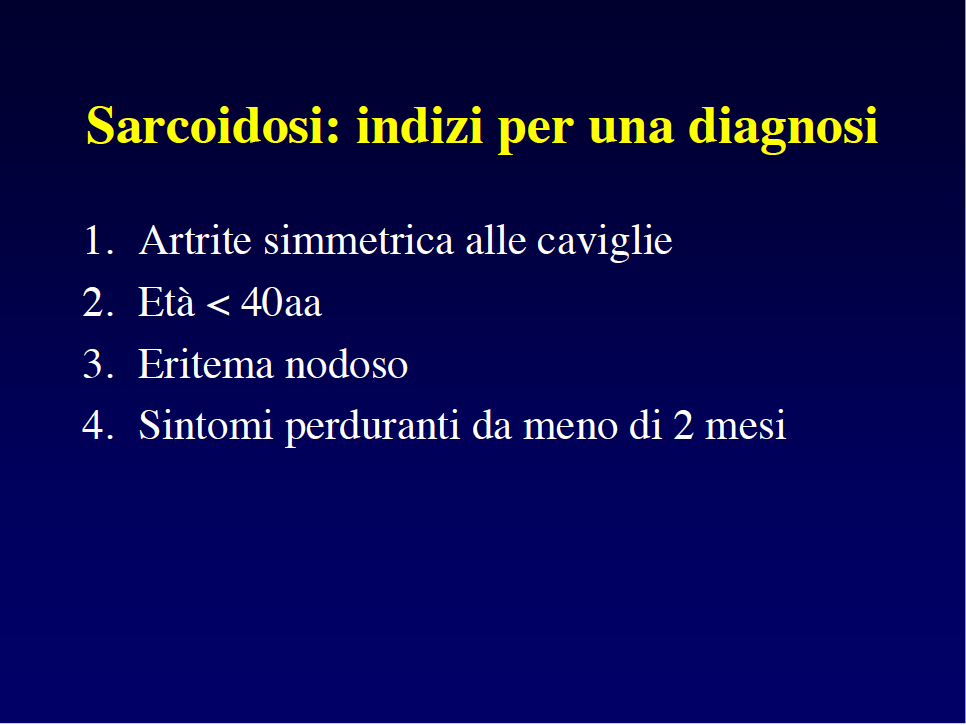 Sarcoidosi: indizi per una diagnosi
1. Artrite simmetrica alle caviglie
2. Età < 40aa
3. Eritema nodoso
4. Sintomi perduranti da meno di 2 mesi